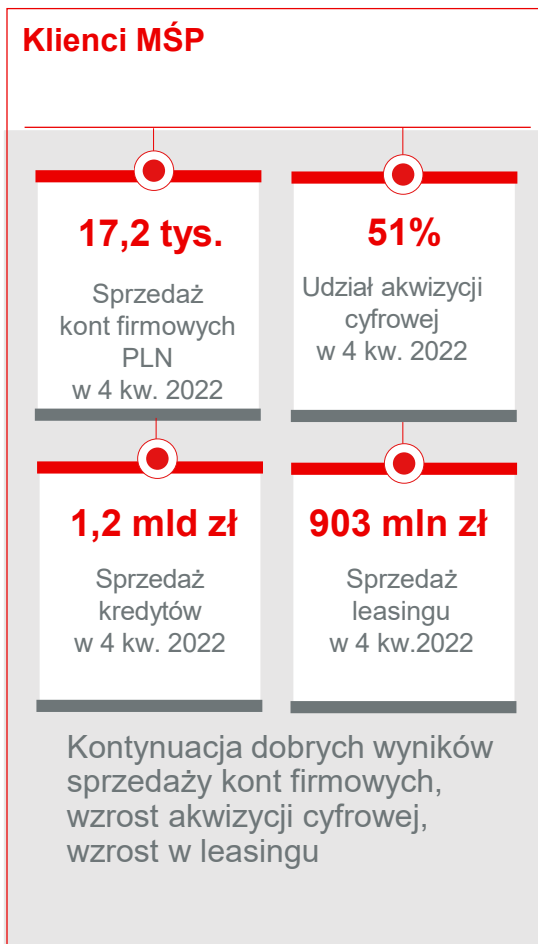 Klienci MŚP
17,2 tys.
Sprzedaż
kont firmowych
PLN
w 4 kw. 2022
51%
Udział akwizycji
cyfrowej
w 4 kw. 2022
1,2 mld zł
Sprzedaż
kredytów
w 4 kw. 2022
903 mln zł
Sprzedaż
leasingu
w 4 kw.2022
Kontynuacja dobrych wyników
sprzedaży kont firmowych,
wzrost akwizycji cyfrowej,
wzrost w leasingu